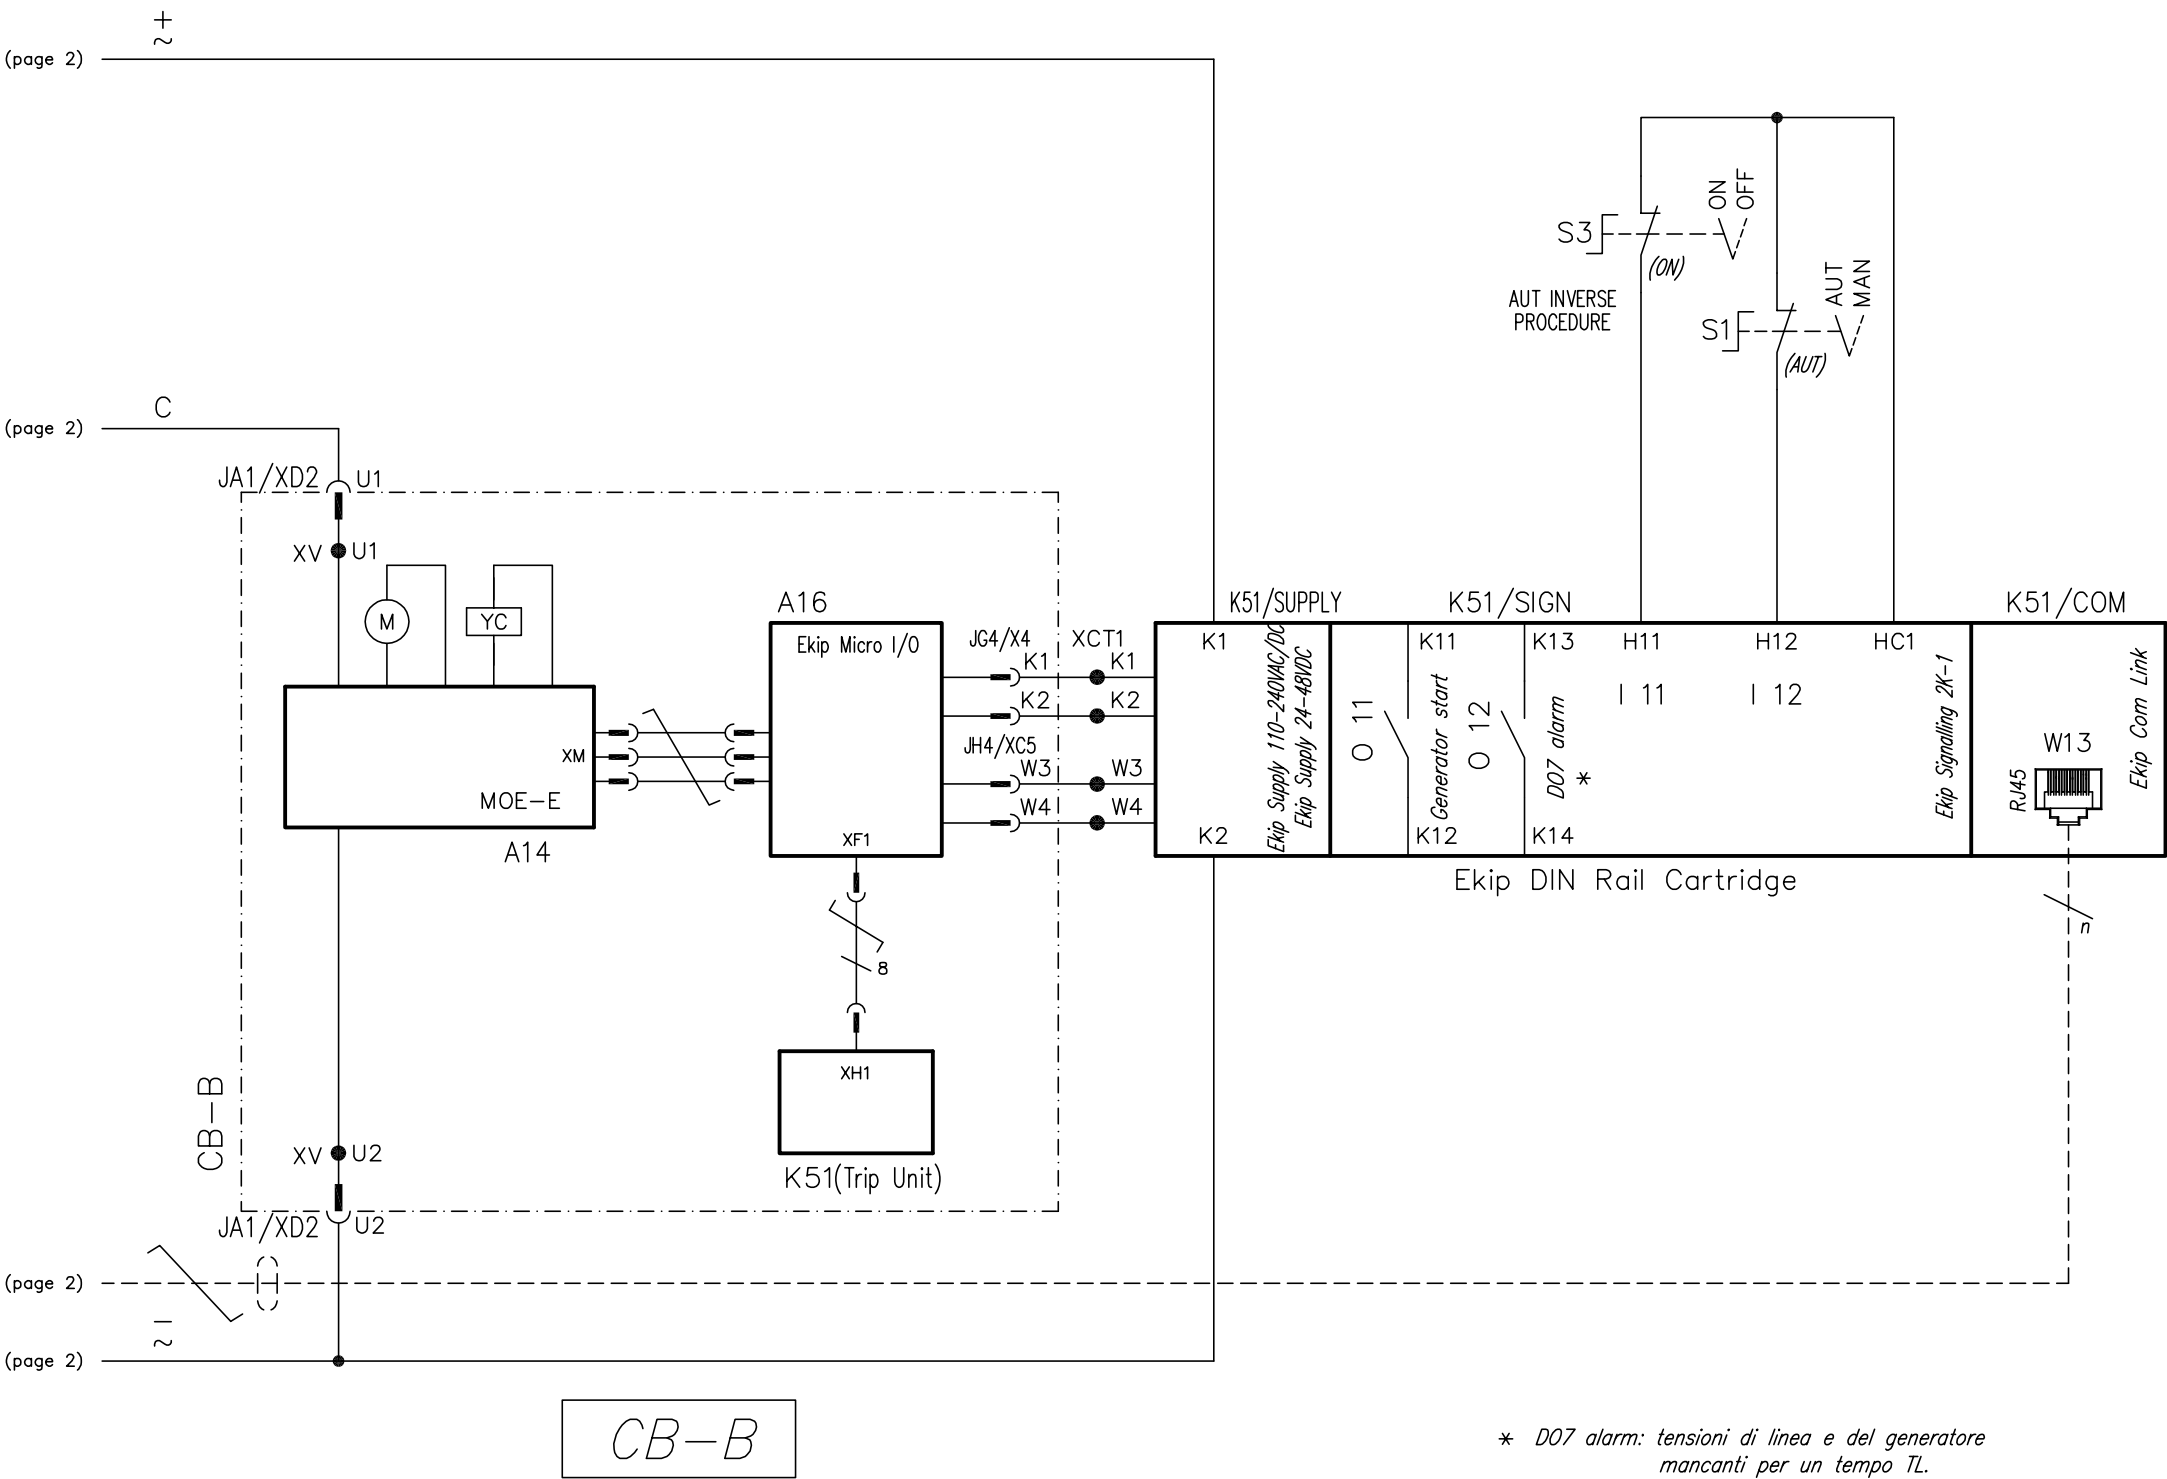 +
~
(page 2)
ON
OFF
S3
(ON)
AUT INVERSE
PROCEDURE
AUT
MAN
S1
(AUT)
C
(page 2)
JA1/XD2 U1
XV U1
M
YC
A16
Ekip Micro I/O
JG4/X4
XCT1
K1 K1
K2 K2
JH4/XC5
W3 W3
W4 W4
XM
MOE-E
A14
XF1
8
XH1
K51(Trip Unit)
CB-B
XV U2
JA1/XD2 U2
K51/SUPPLY
K1
K2
Ekip Supply 110-240VAC/DC
Ekip Supply 24-48VDC
K51/SIGN
K11
K13
H11
H12
HC1
O 11
Generator start
O 12
DO7 alarm
*
I 11
I 12
K12
K14
Ekip Signalling 2K-1
K51/COM
W13
RJ45
Ekip Com Link
Ekip DIN Rail Cartridge
n
(page 2)
–
~
(page 2)
CB-B
* DO7 alarm: tensioni di linea e del generatore
mancanti per un tempo TL.